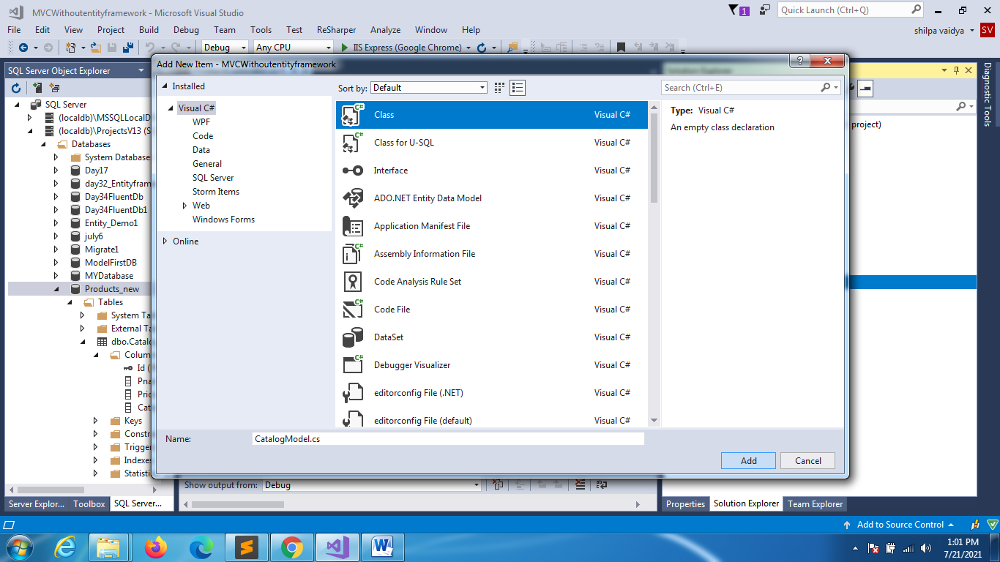 MVCWithoutentityframework - Microsoft Visual Studio
1
Quick Launch (Ctrl+Q)
File Edit View Project Build Debug Team Tools Test ReSharper Analyze Window Help
shilpa vaidya SV
Debug Any CPU IIS Express (Google Chrome)
SQL Server Object Explorer
Add New Item - MVCWithoutentityframework
?
Solution Explorer
Diagnostic Tools
Installed
Sort by: Default
Search (Ctrl+E)
SQL Server
(localdb)\MSSQLLocalD
(localdb)\ProjectsV13 (S
Databases
System Database
Day17
day32_Entityfram
Day34FluentDb
Day34FluentDb1
Entity_Demo1
july6
Migrate1
ModelFirstDB
MYDatabase
Products_new
Tables
System Ta
External Ta
dbo.Catalo
Colum
Id (
Pna
Pric
Cat
Keys
Constr
Trigger
Indexe
Statisti
Visual C#
WPF
Code
Data
General
SQL Server
Storm Items
Web
Windows Forms
Online
Class Visual C#
Class for U-SQL Visual C#
Interface Visual C#
ADO.NET Entity Data Model Visual C#
Application Manifest File Visual C#
Assembly Information File Visual C#
Code Analysis Rule Set Visual C#
Code File Visual C#
DataSet Visual C#
Debugger Visualizer Visual C#
editorconfig File (.NET) Visual C#
editorconfig File (default) Visual C#
Type: Visual C#
An empty class declaration
project)
Name: CatalogModel.cs
Add Cancel
Show output from: Debug
Server Explor... Toolbox SQL Server...
Properties Solution Explorer Team Explorer
Add to Source Control
1:01 PM
7/21/2021